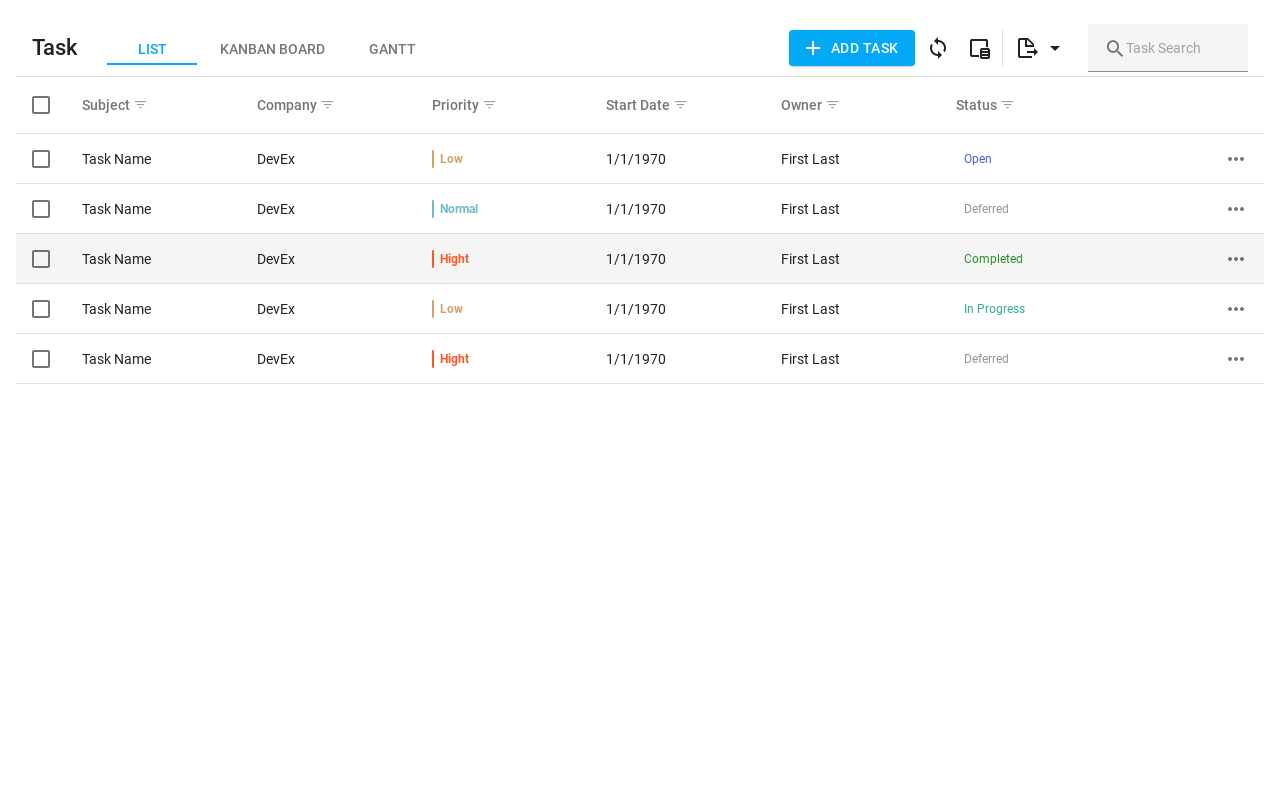 Task LIST KANBAN BOARD GANTT ADD TASK Task Search
Subject Company Priority Start Date Owner Status
Task Name DevEx Low 1/1/1970 First Last Open
Task Name DevEx Normal 1/1/1970 First Last Deferred
Task Name DevEx Hight 1/1/1970 First Last Completed
Task Name DevEx Low 1/1/1970 First Last In Progress
Task Name DevEx Hight 1/1/1970 First Last Deferred